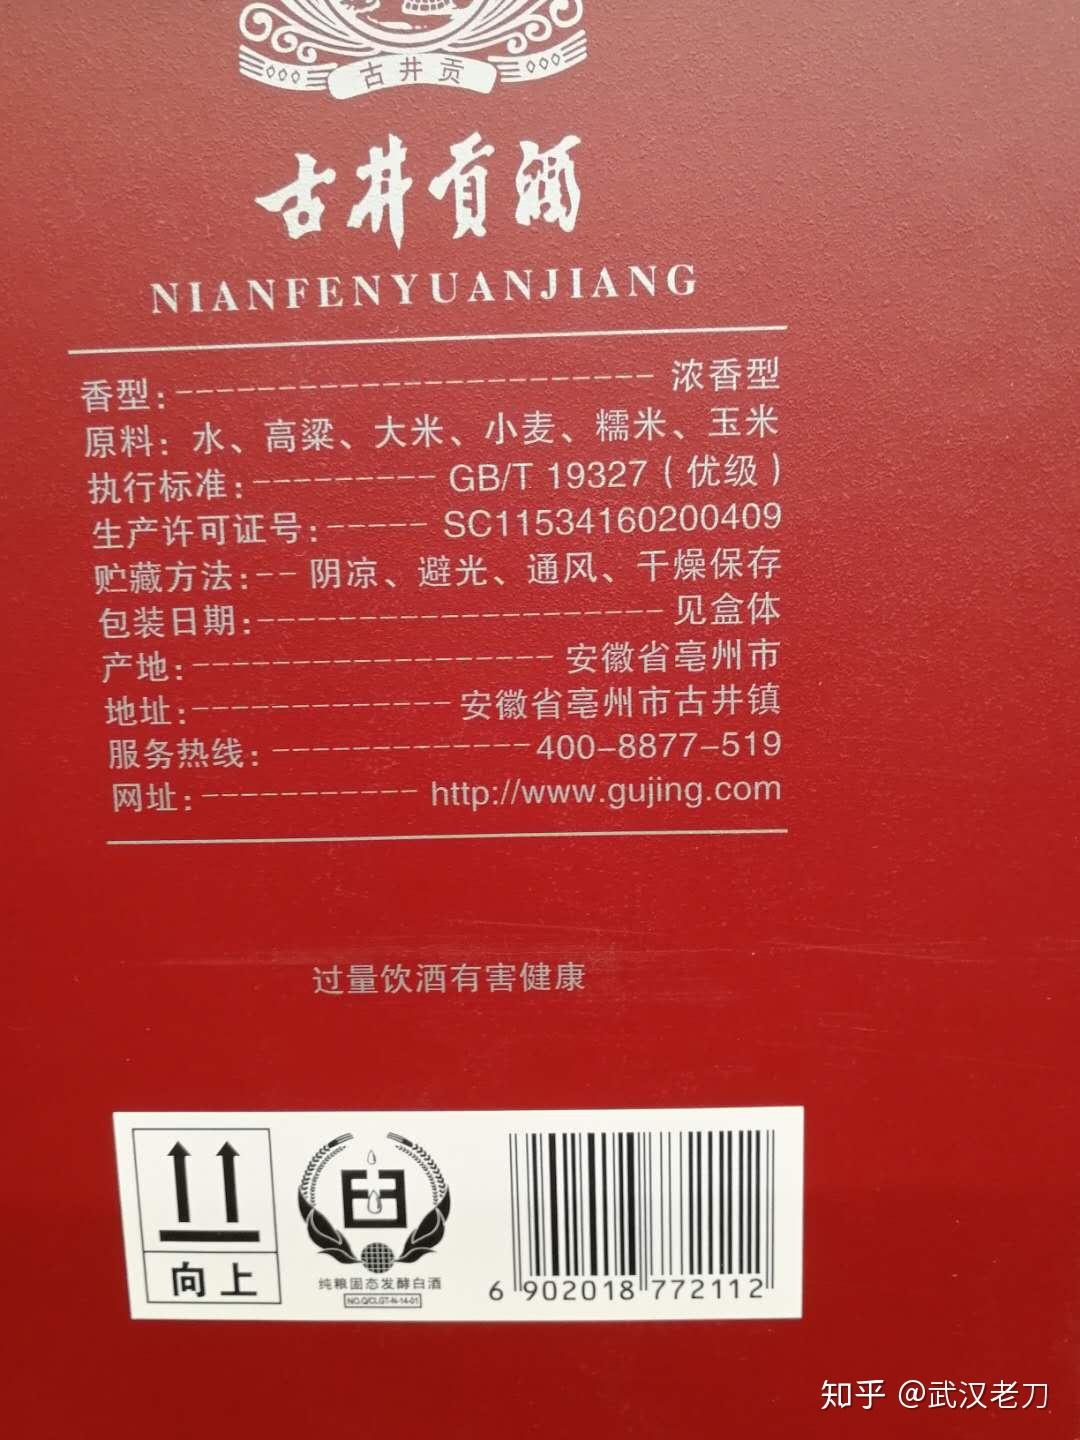 古井贡
古井贡酒
NIANFENYUANJIANG
香型:------------------------浓香型
原料:水、高粱、大米、小麦、糯米、玉米
执行标准:---------GB/T 19327(优级)
生产许可证号:-----SC11534160200409
贮藏方法:--阴凉、避光、通风、干燥保存
包装日期:--------------------见盒体
产地:------------------安徽省亳州市
地址:-------------安徽省亳州市古井镇
服务热线:-------------400-8877-519
网址:-----------http://www.gujing.com
过量饮酒有害健康
向上
纯粮固态发酵白酒
NO.Q/CLGT-N-14-01
6 902018 772112
知乎 @武汉老刀